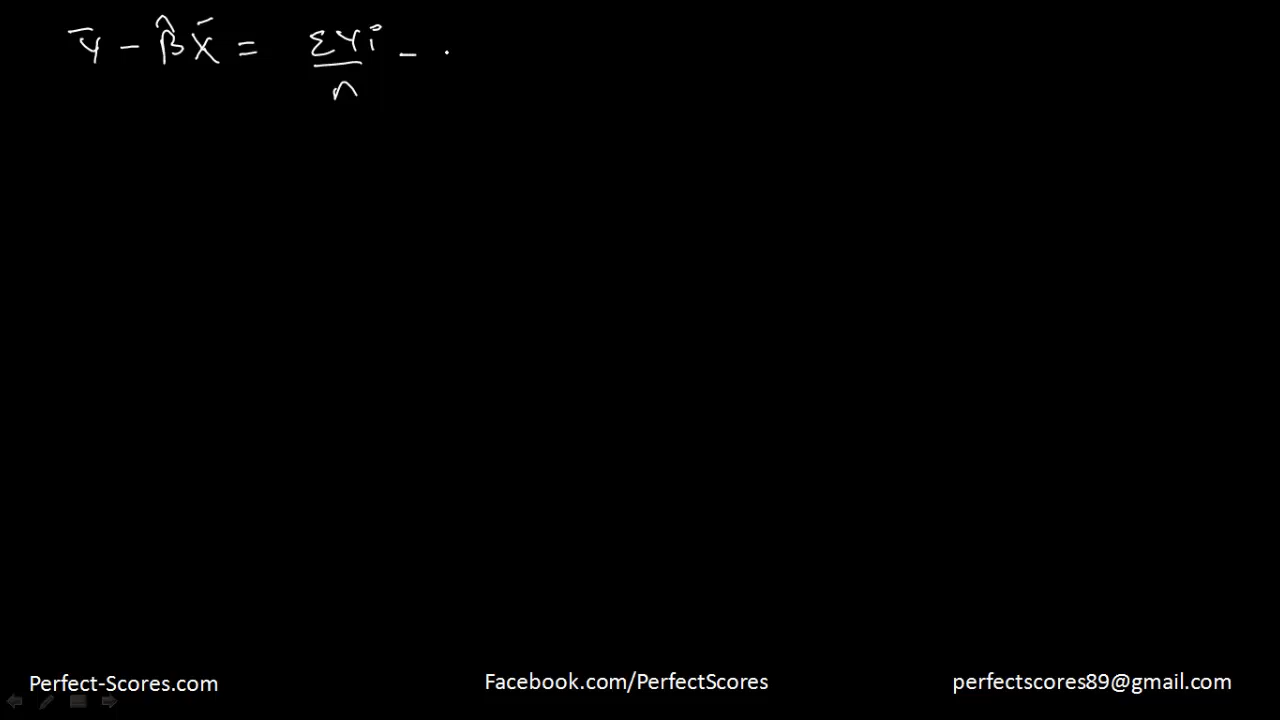 Ȳ - β̂X̄ = ΣYi/n - .
Perfect-Scores.com Facebook.com/PerfectScores perfectscores89@gmail.com